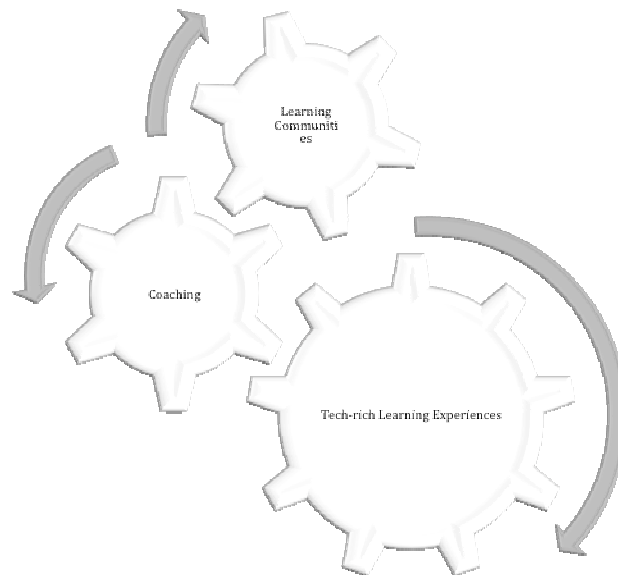 Learning
Communiti
es
Coaching
Tech-rich Learning Experiences